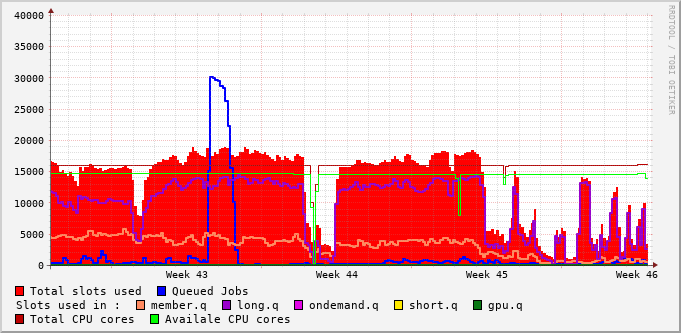 40000
35000
30000
25000
20000
15000
10000
5000
0
Week 43 Week 44 Week 45 Week 46
Total slots used Queued Jobs
Slots used in : member.q long.q ondemand.q short.q gpu.q
Total CPU cores Availale CPU cores
RRDTOOL / TOBI OETIKER